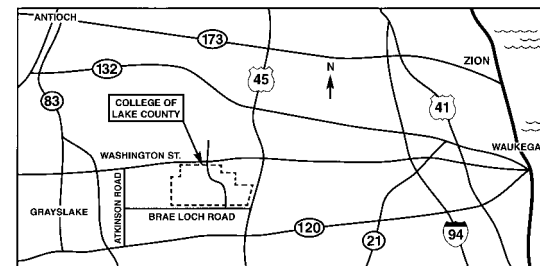 ANTIOCH
173
ZION
132
45
N
41
83
COLLEGE OF
LAKE COUNTY
WASHINGTON ST.
WAUKEGA
ATKINSON ROAD
GRAYSLAKE
BRAE LOCH ROAD
120
21
94